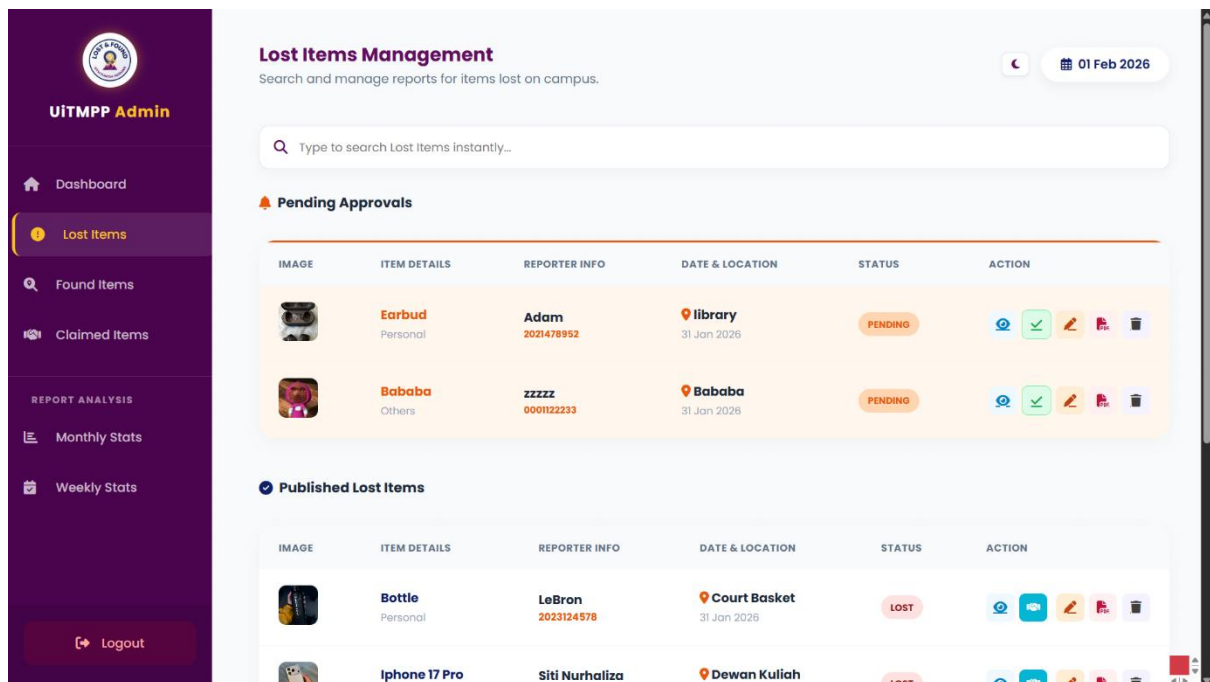 LOST & FOUND
UiTMPP Admin
Dashboard
Lost Items
Found Items
Claimed Items
REPORT ANALYSIS
Monthly Stats
Weekly Stats
Logout
Lost Items Management
Search and manage reports for items lost on campus.
01 Feb 2026
Type to search Lost Items instantly...
Pending Approvals
IMAGE ITEM DETAILS REPORTER INFO DATE & LOCATION STATUS ACTION
Earbud Adam library PENDING
Personal 2021478952 31 Jan 2026
Bababa zzzzz Bababa PENDING
Others 0001122233 31 Jan 2026
Published Lost Items
IMAGE ITEM DETAILS REPORTER INFO DATE & LOCATION STATUS ACTION
Bottle LeBron Court Basket LOST
Personal 2023124578 31 Jan 2026
Iphone 17 Pro Siti Nurhaliza Dewan Kuliah LOST